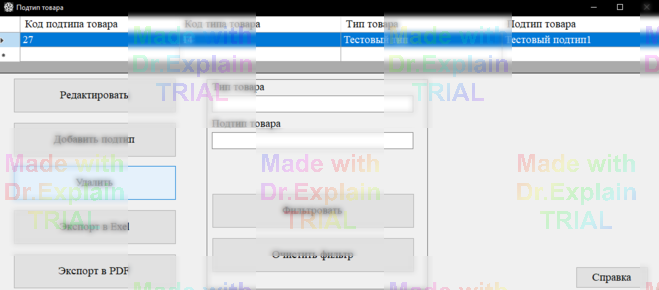 Подтип товара
Код подтипа товара Код типа товара Тип товара Подтип товара
27 Тестовый Тестовый подтип1
Редактировать
Тип товара
Добавить подтип
Подтип товара
Удалить
Фильтровать
Экспорт в Exel
Очистить фильтр
Экспорт в PDF
Справка
Made with
Dr.Explain
TRIAL
Made with
Dr.Explain
TRIAL
Made with
Dr.Explain
TRIAL
Made with
Dr.Explain
TRIAL
Made with
Dr.Explain
TRIAL
Made with
Made with